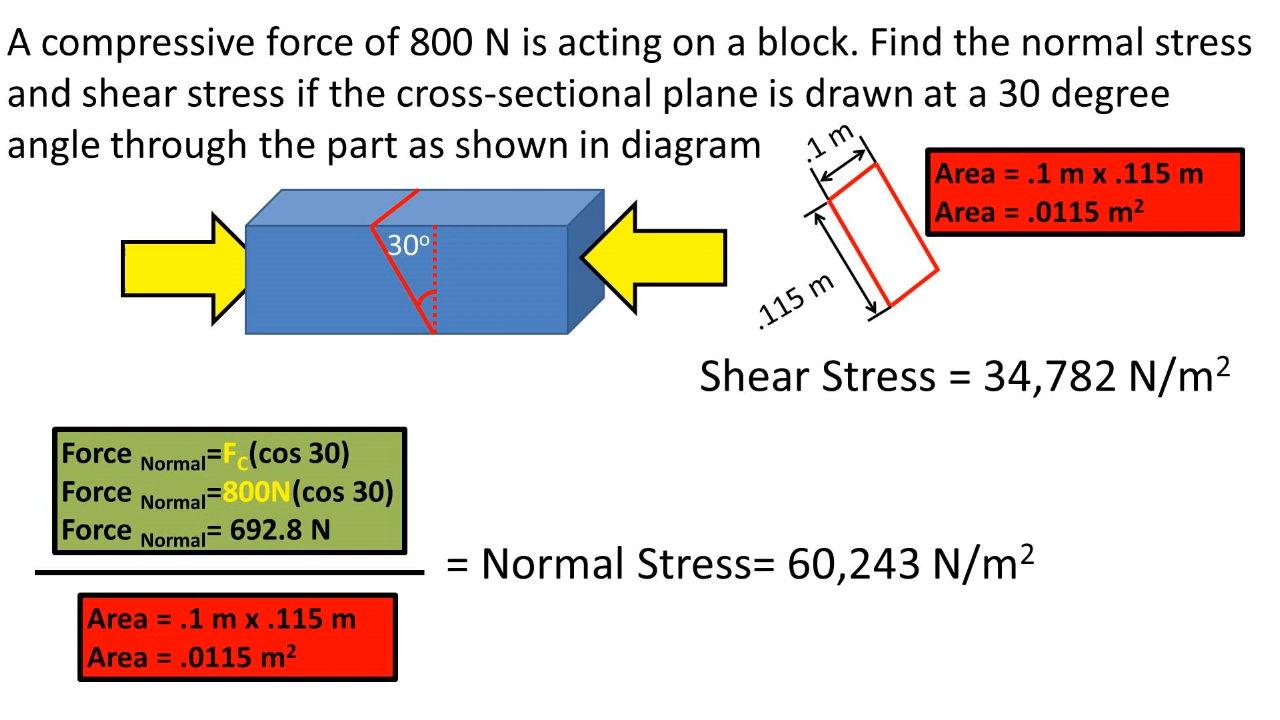 A compressive force of 800 N is acting on a block. Find the normal stress
and shear stress if the cross-sectional plane is drawn at a 30 degree
angle through the part as shown in diagram
.1 m
Area = .1 m x .115 m
Area = .0115 m²
30º
.115 m
Shear Stress = 34,782 N/m²
Force Normal=FC(cos 30)
Force Normal=800N(cos 30)
Force Normal= 692.8 N
= Normal Stress= 60,243 N/m²
Area = .1 m x .115 m
Area = .0115 m²